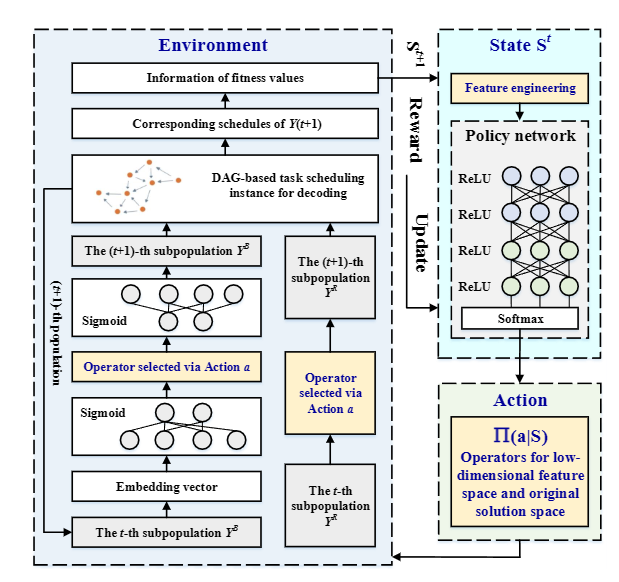 Environment
Information of fitness values
Corresponding schedules of Y(t+1)
DAG-based task scheduling
instance for decoding
The (t+1)-th subpopulation Y^B
The (t+1)-th
subpopulation
Y^R
Sigmoid
Operator selected via Action a
Operator
selected via
Action a
Sigmoid
Embedding vector
The t-th
subpopulation
Y^R
The t-th subpopulation Y^B
(t+1)-th population
S^t+1
Reward
Update
State S^t
Feature engineering
Policy network
ReLU
ReLU
ReLU
ReLU
Softmax
Action
∏(a|S)
Operators for low-
dimensional feature
space and original
solution space